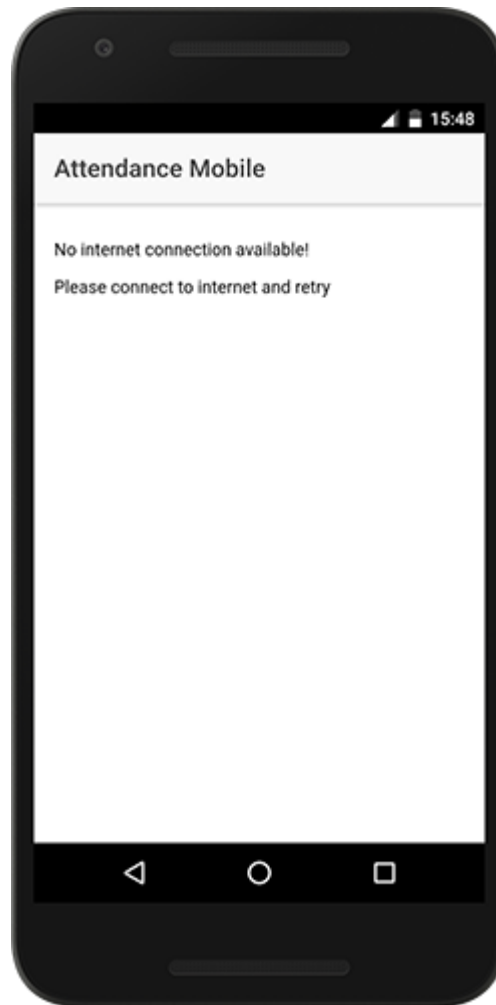 15:48
Attendance Mobile
No internet connection available!
Please connect to internet and retry